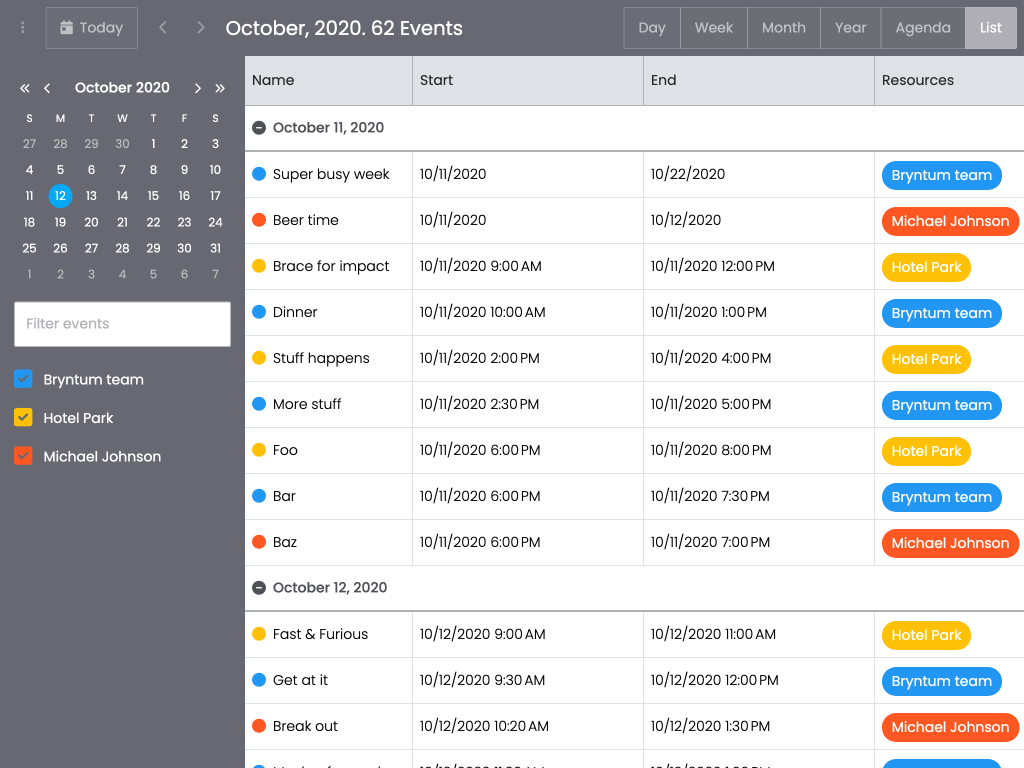 Today
October, 2020. 62 Events
Day Week Month Year Agenda List
October 2020
S M T W T F S
27 28 29 30 1 2 3
4 5 6 7 8 9 10
11 12 13 14 15 16 17
18 19 20 21 22 23 24
25 26 27 28 29 30 31
1 2 3 4 5 6 7
Filter events
Bryntum team
Hotel Park
Michael Johnson
Name Start End Resources
October 11, 2020
Super busy week 10/11/2020 10/22/2020 Bryntum team
Beer time 10/11/2020 10/12/2020 Michael Johnson
Brace for impact 10/11/2020 9:00 AM 10/11/2020 12:00 PM Hotel Park
Dinner 10/11/2020 10:00 AM 10/11/2020 1:00 PM Bryntum team
Stuff happens 10/11/2020 2:00 PM 10/11/2020 4:00 PM Hotel Park
More stuff 10/11/2020 2:30 PM 10/11/2020 5:00 PM Bryntum team
Foo 10/11/2020 6:00 PM 10/11/2020 8:00 PM Hotel Park
Bar 10/11/2020 6:00 PM 10/11/2020 7:30 PM Bryntum team
Baz 10/11/2020 6:00 PM 10/11/2020 7:00 PM Michael Johnson
October 12, 2020
Fast & Furious 10/12/2020 9:00 AM 10/12/2020 11:00 AM Hotel Park
Get at it 10/12/2020 9:30 AM 10/12/2020 12:00 PM Bryntum team
Break out 10/12/2020 10:20 AM 10/12/2020 1:30 PM Michael Johnson